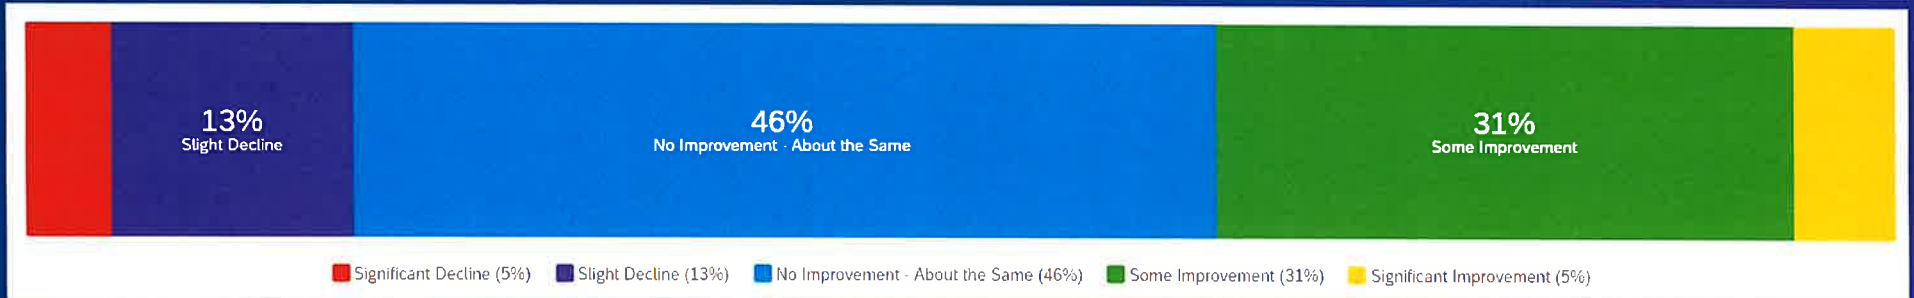 13%
Slight Decline
46%
No Improvement - About the Same
31%
Some Improvement
Significant Decline (5%)
Slight Decline (13%)
No Improvement - About the Same (46%)
Some Improvement (31%)
Significant Improvement (5%)